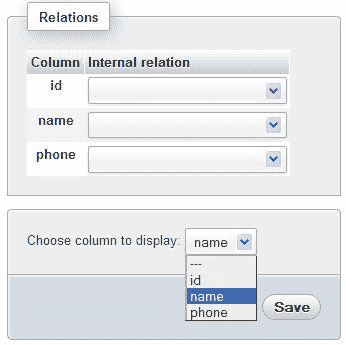 Relations
Column Internal relation
id
name
phone
Choose column to display: name
---
id
name
phone
Save